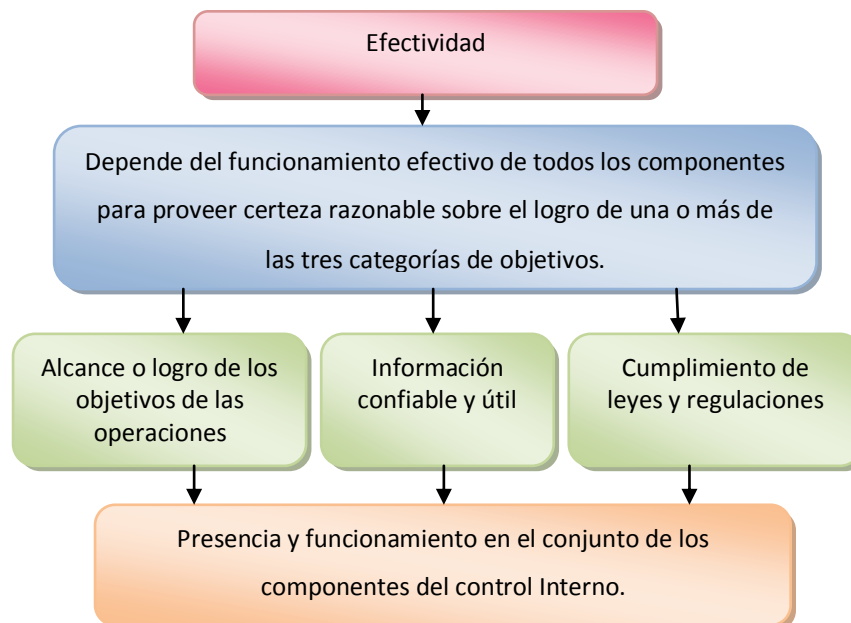 Efectividad
Depende del funcionamiento efectivo de todos los componentes
para proveer certeza razonable sobre el logro de una o más de
las tres categorías de objetivos.
Alcance o logro de los
objetivos de las
operaciones
Información
confiable y útil
Cumplimiento de
leyes y regulaciones
Presencia y funcionamiento en el conjunto de los
componentes del control Interno.